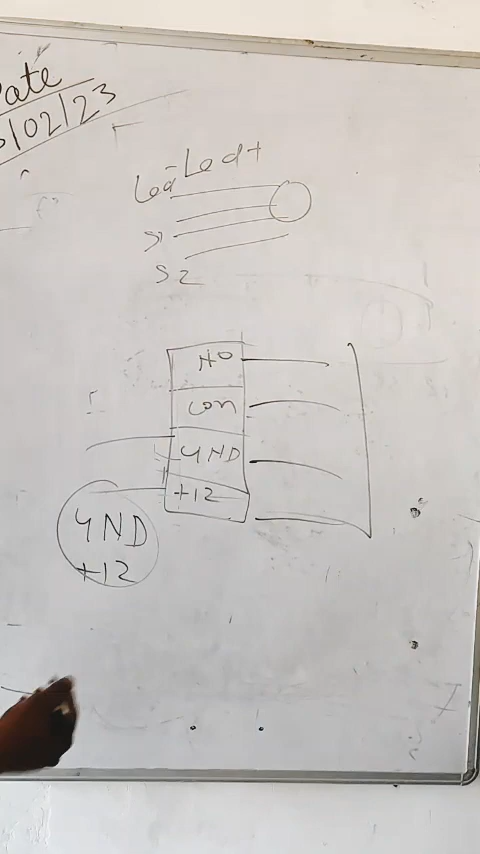 ate
/02/23
Led- Led+
S1
S2
NO
COM
GND
+12
GND
+12